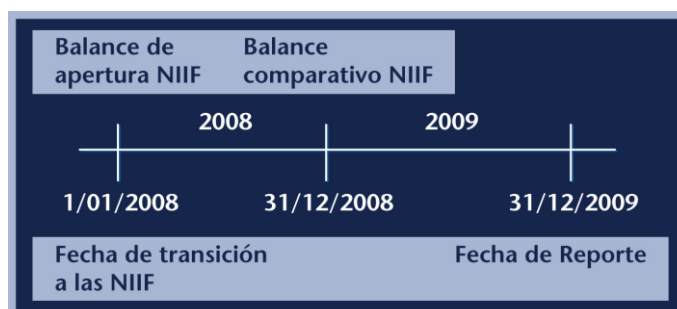 Balance de Balance
apertura NIIF comparativo NIIF
2008 2009
1/01/2008 31/12/2008 31/12/2009
Fecha de transición Fecha de Reporte
a las NIIF